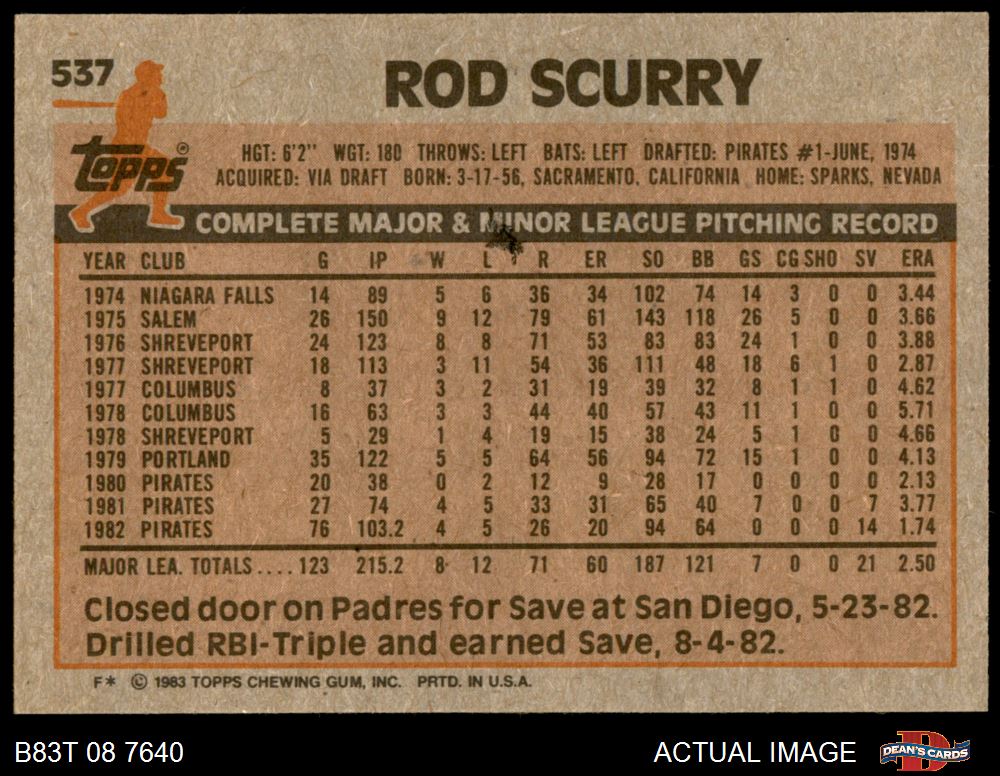 537
ROD SCURRY
Topps®
HGT: 6'2" WGT: 180 THROWS: LEFT BATS: LEFT DRAFTED: PIRATES #1-JUNE, 1974
ACQUIRED: VIA DRAFT BORN: 3-17-56, SACRAMENTO, CALIFORNIA HOME: SPARKS, NEVADA
COMPLETE MAJOR & MINOR LEAGUE PITCHING RECORD
YEAR CLUB G IP W L R ER SO BB GS CG SHO SV ERA
1974 NIAGARA FALLS 14 89 5 6 36 34 102 74 14 3 0 0 3.44
1975 SALEM 26 150 9 12 79 61 143 118 26 5 0 0 3.66
1976 SHREVEPORT 24 123 8 8 71 53 83 83 24 1 0 0 3.88
1977 SHREVEPORT 18 113 3 11 54 36 111 48 18 6 1 0 2.87
1977 COLUMBUS 8 37 3 2 31 19 39 32 8 1 1 0 4.62
1978 COLUMBUS 16 63 3 3 44 40 57 43 11 1 0 0 5.71
1978 SHREVEPORT 5 29 1 4 19 15 38 24 5 1 0 0 4.66
1979 PORTLAND 35 122 5 5 64 56 94 72 15 1 0 0 4.13
1980 PIRATES 20 38 0 2 12 9 28 17 0 0 0 0 2.13
1981 PIRATES 27 74 4 5 33 31 65 40 7 0 0 7 3.77
1982 PIRATES 76 103.2 4 5 26 20 94 64 0 0 0 14 1.74
MAJOR LEA. TOTALS .... 123 215.2 8 12 71 60 187 121 7 0 0 21 2.50
Closed door on Padres for Save at San Diego, 5-23-82.
Drilled RBI-Triple and earned Save, 8-4-82.
F* © 1983 TOPPS CHEWING GUM, INC. PRTD. IN U.S.A.
B83T 08 7640 ACTUAL IMAGE D DEAN'S CARDS